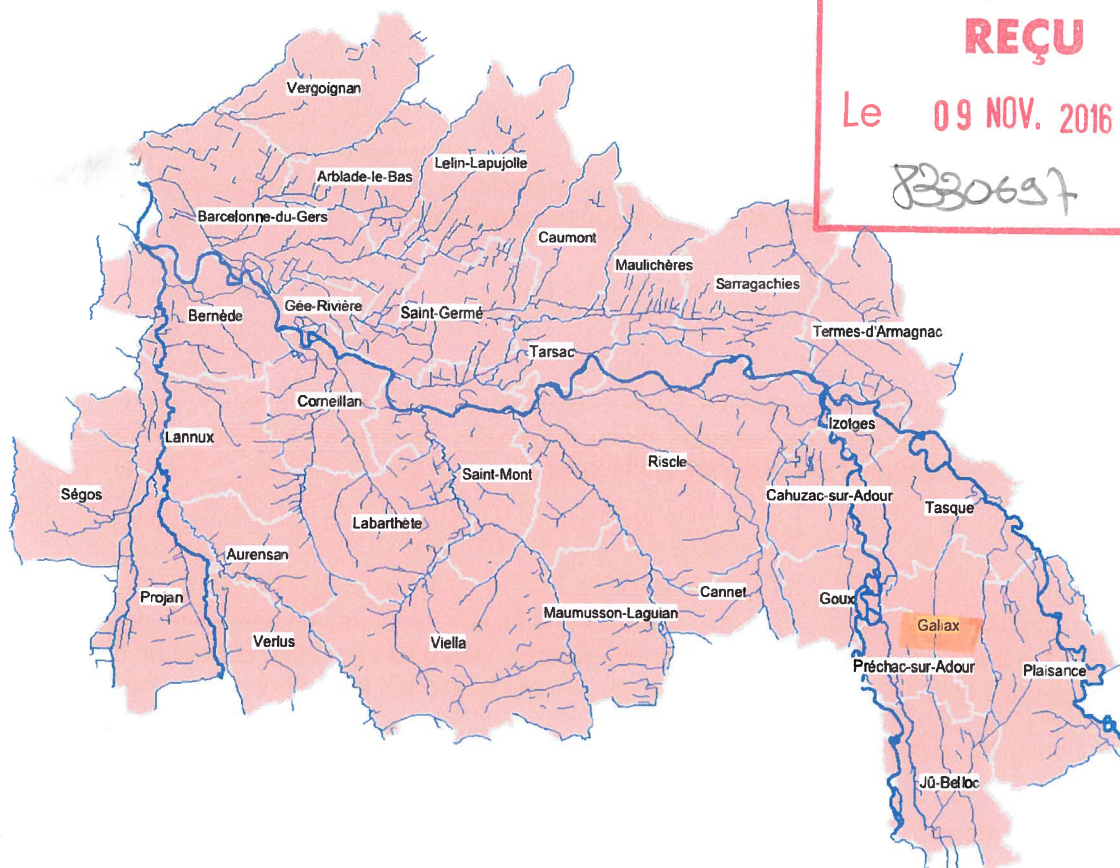 REÇU
Le 09 NOV. 2016
8330697
Vergoignan
Lelin-Lapujolle
Arblade-le-Bas
Barcelonne-du-Gers
Caumont
Maulichères
Sarragachies
Gée-Rivière
Bernède
Saint-Germé
Termes-d'Armagnac
Tarsac
Corneillan
Izotges
Lannux
Riscle
Saint-Mont
Ségos
Cahuzac-sur-Adour
Tasque
Labarthète
Aurensan
Projan
Cannet
Goux
Maumusson-Laguian
Galiax
Verlus
Viella
Préchac-sur-Adour
Plaisance
Jû-Belloc